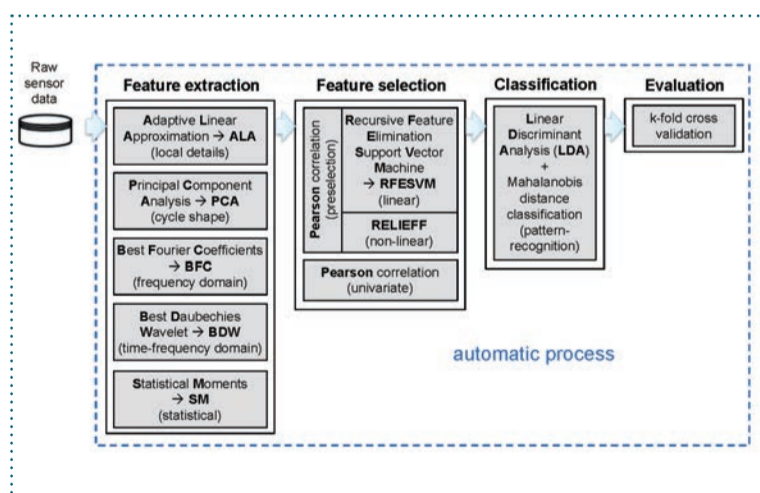 Raw
sensor
data
Feature extraction
Adaptive Linear
Approximation → ALA
(local details)
Principal Component
Analysis → PCA
(cycle shape)
Best Fourier Coefficients
→ BFC
(frequency domain)
Best Daubechies
Wavelet → BDW
(time-frequency domain)
Statistical Moments
→ SM
(statistical)
Feature selection
Pearson correlation
(preselection)
Recursive Feature
Elimination
Support Vector
Machine
→ RFESVM
(linear)
RELIEFF
(non-linear)
Pearson correlation
(univariate)
Classification
Linear
Discriminant
Analysis (LDA)
+
Mahalanobis
distance
classification
(pattern-
recognition)
Evaluation
k-fold cross
validation
automatic process